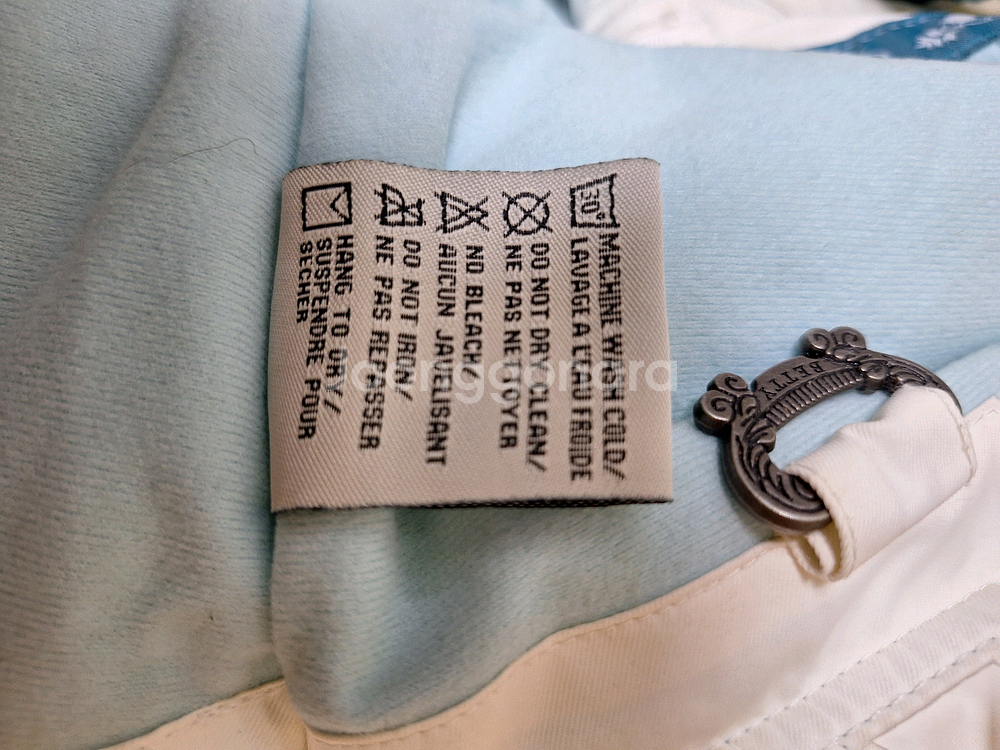 30°
MACHINE WASH COLD/
LAVAGE A L'EAU FROIDE
DO NOT DRY CLEAN/
NE PAS NETTOYER
NO BLEACH/
AUCUN JAVELISANT
DO NOT IRON/
NE PAS REPASSER
HANG TO DRY/
SUSPENDRE POUR
SECHER
BETTY